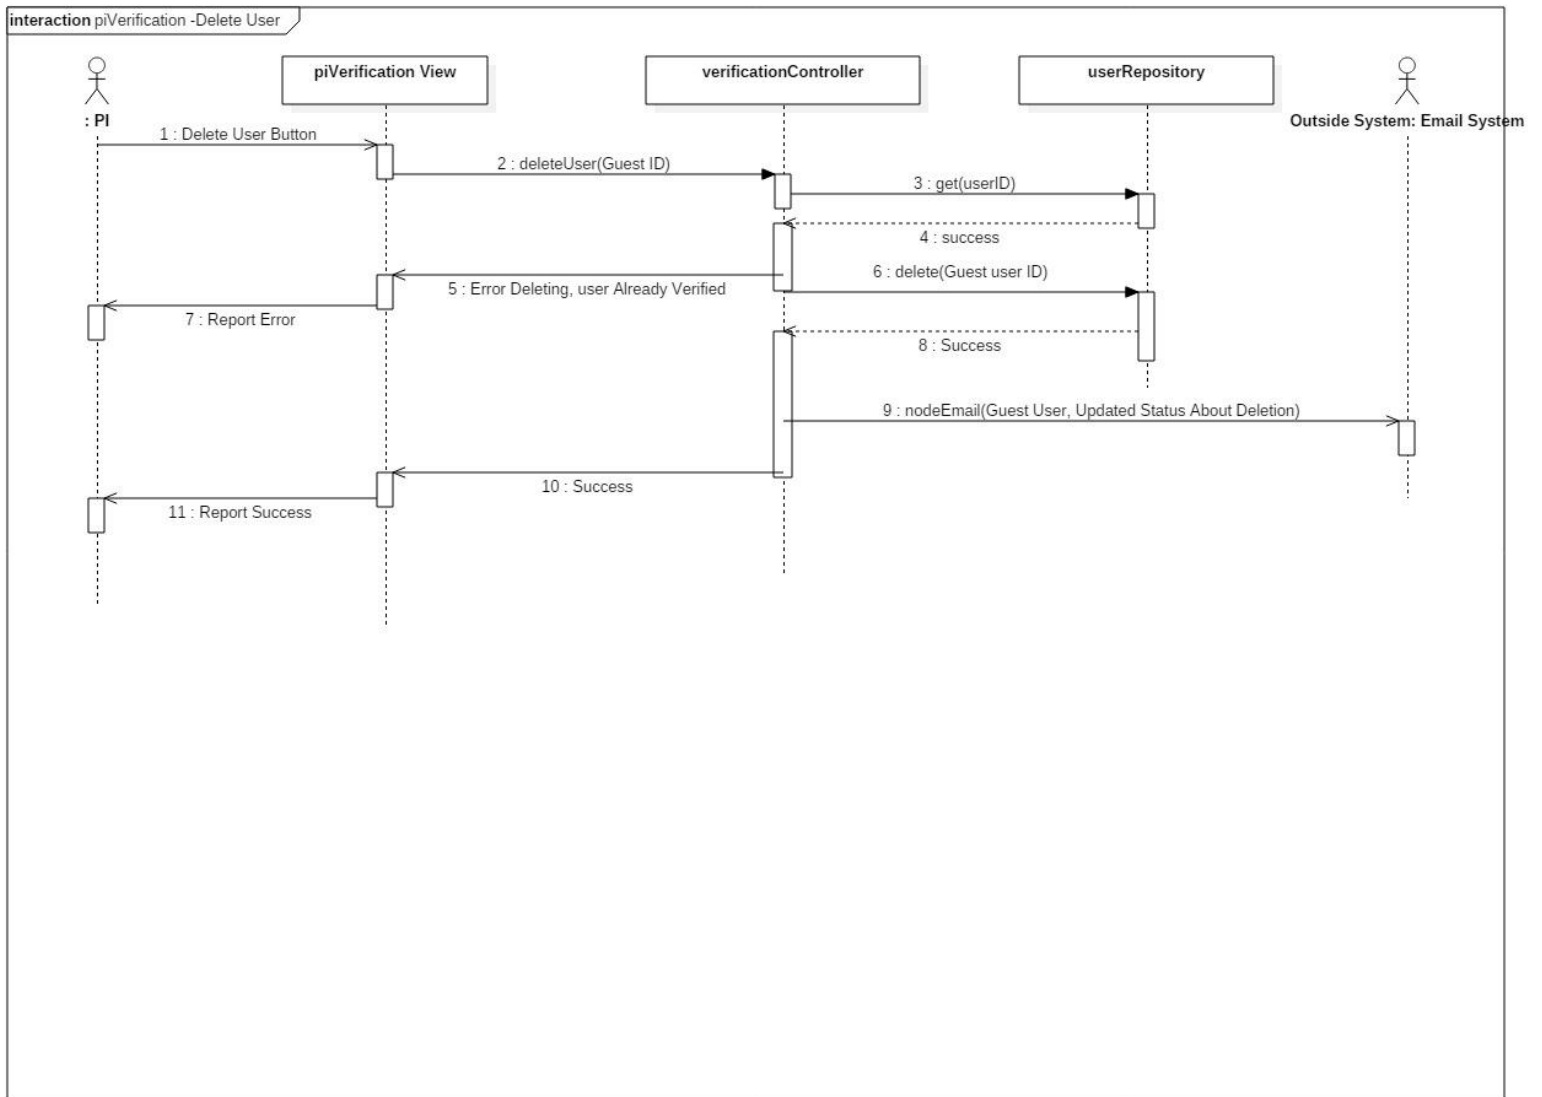 interaction piVerification -Delete User
piVerification View
verificationController
userRepository
: PI
Outside System: Email System
1 : Delete User Button
2 : deleteUser(Guest ID)
3 : get(userID)
4 : success
6 : delete(Guest user ID)
5 : Error Deleting, user Already Verified
7 : Report Error
8 : Success
9 : nodeEmail(Guest User, Updated Status About Deletion)
10 : Success
11 : Report Success